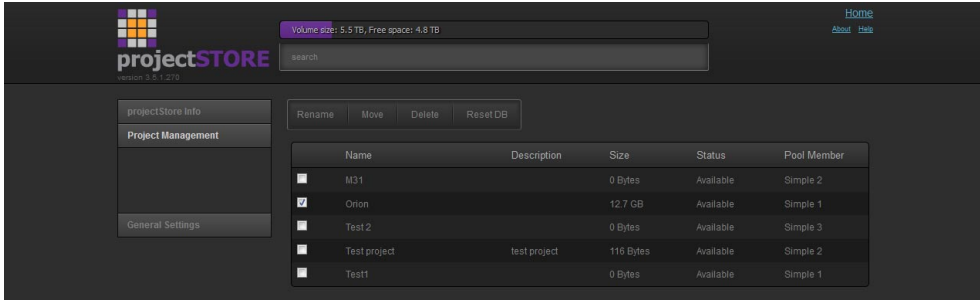 Home
Volume size: 5.5 TB, Free space: 4.8 TB
About Help
projectSTORE
search
version 3.5.1.270
projectStore Info
Rename Move Delete Reset DB
Project Management
Name Description Size Status Pool Member
M31 0 Bytes Available Simple 2
Orion 12.7 GB Available Simple 1
General Settings
Test 2 0 Bytes Available Simple 3
Test project test project 116 Bytes Available Simple 2
Test1 0 Bytes Available Simple 1